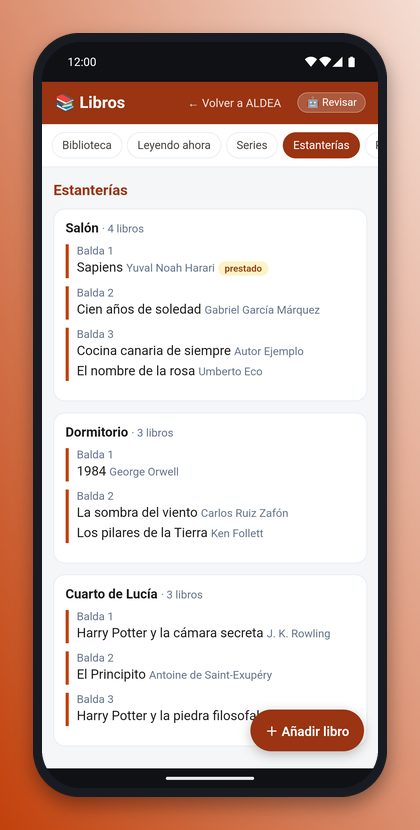 12:00
📚 Libros ← Volver a ALDEA 🤖 Revisar
Biblioteca Leyendo ahora Series Estanterías
Estanterías
Salón · 4 libros
Balda 1
Sapiens Yuval Noah Harari prestado
Balda 2
Cien años de soledad Gabriel García Márquez
Balda 3
Cocina canaria de siempre Autor Ejemplo
El nombre de la rosa Umberto Eco
Dormitorio · 3 libros
Balda 1
1984 George Orwell
Balda 2
La sombra del viento Carlos Ruiz Zafón
Los pilares de la Tierra Ken Follett
Cuarto de Lucía · 3 libros
Balda 1
Harry Potter y la cámara secreta J. K. Rowling
Balda 2
El Principito Antoine de Saint-Exupéry
Balda 3
Harry Potter y la piedra filosofal
+ Añadir libro